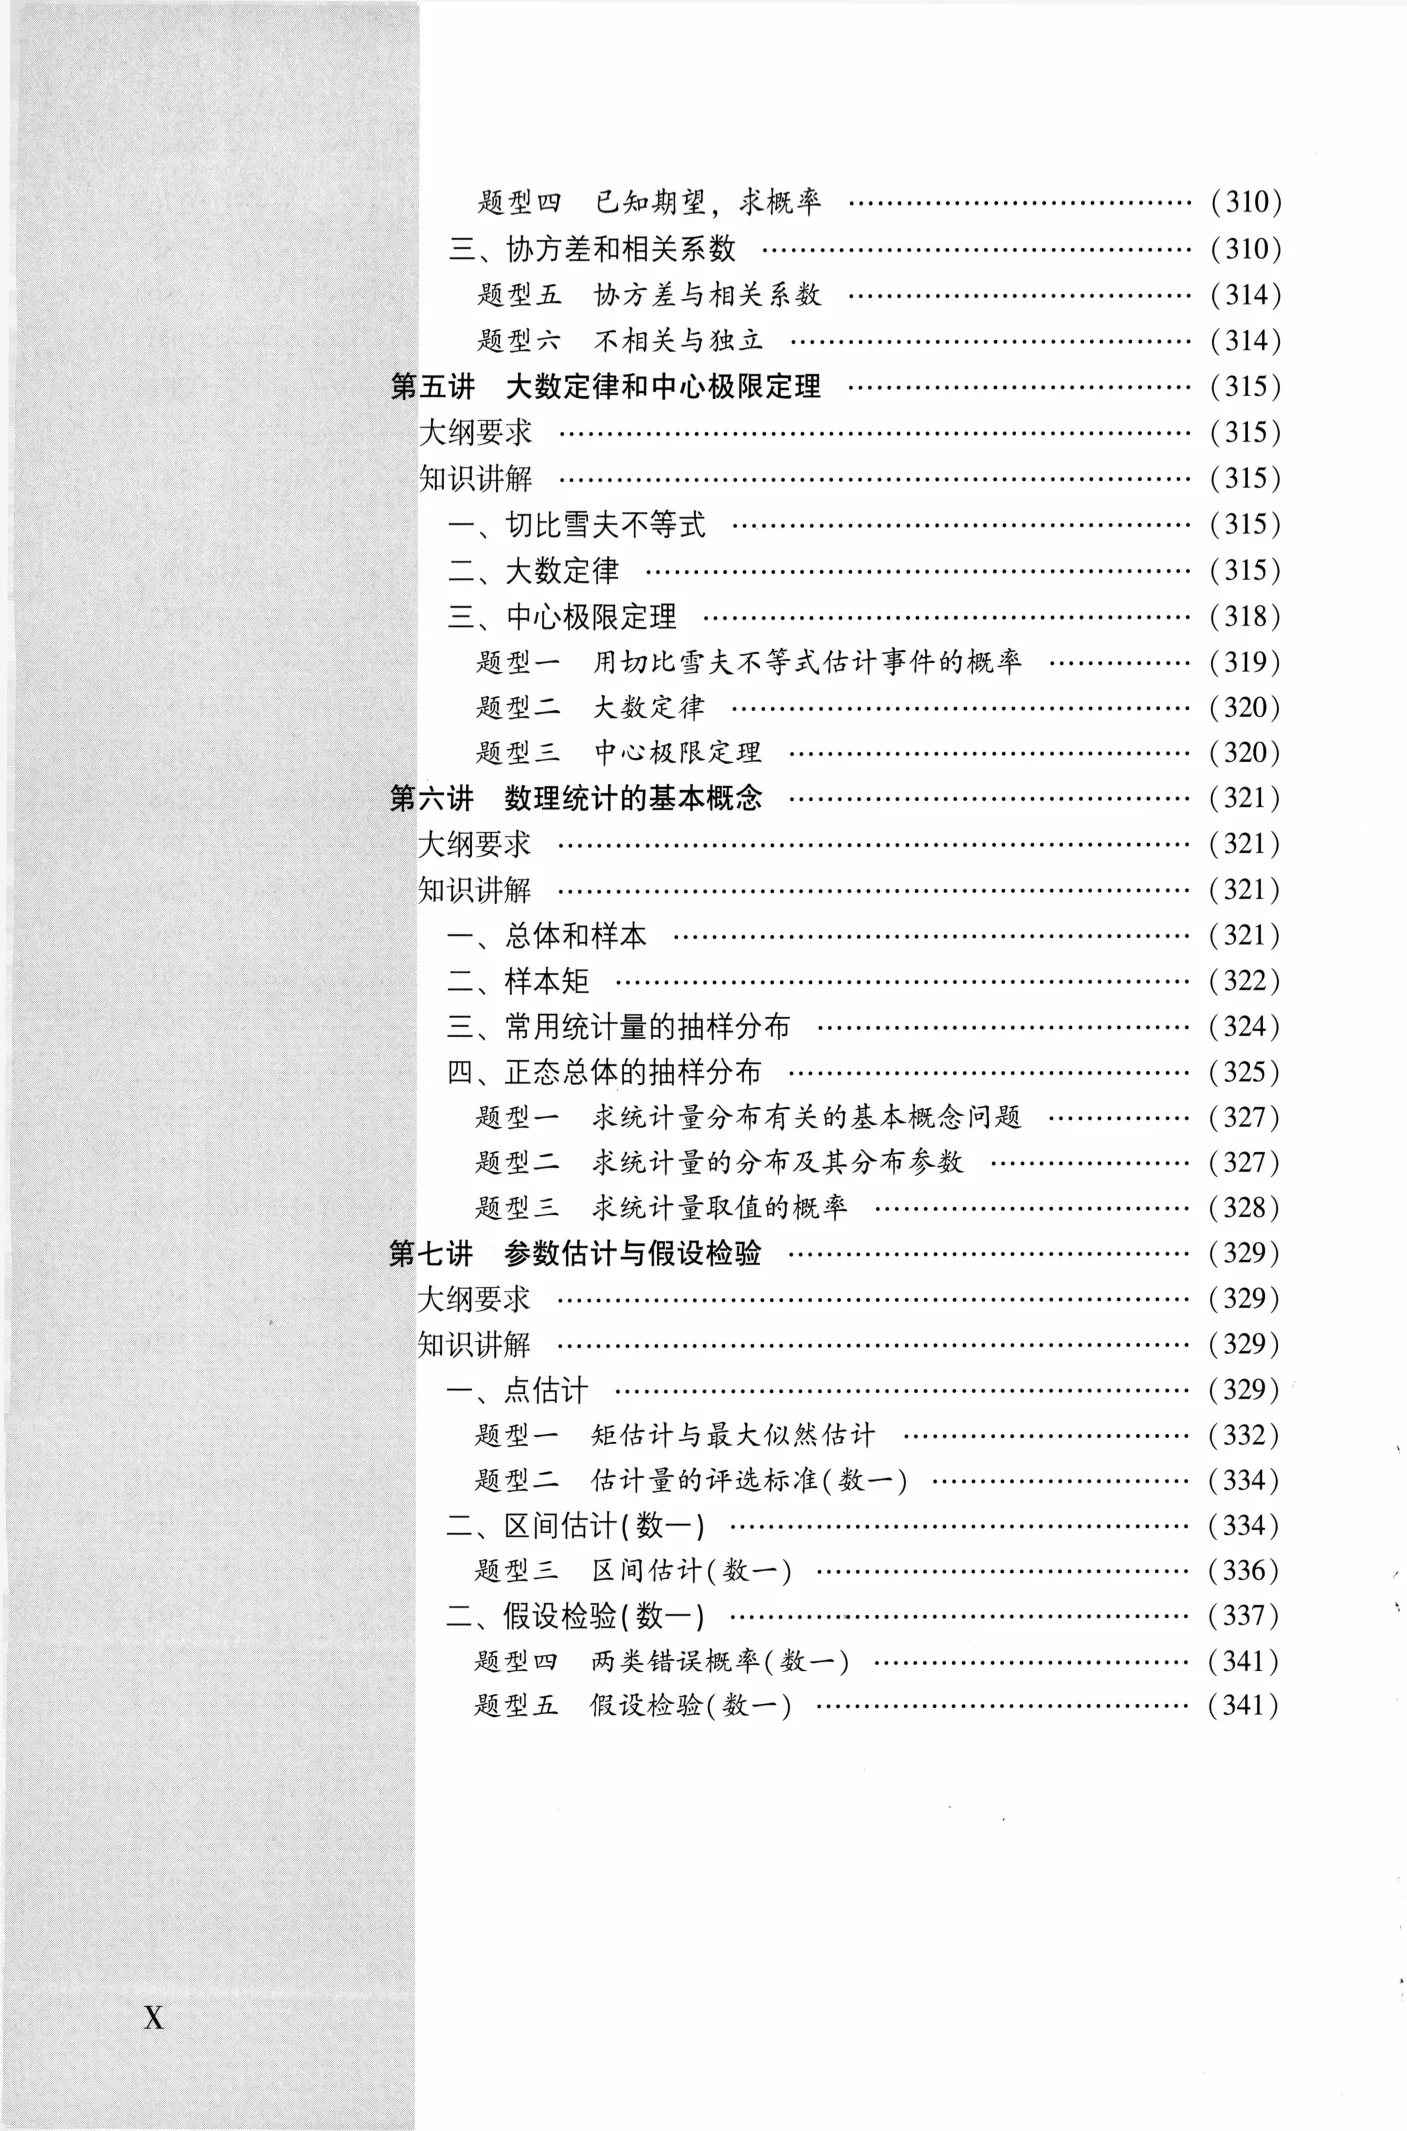 题型四　已知期望，求概率 ………………………………（310）
三、协方差和相关系数 ………………………………………（310）
题型五　协方差与相关系数 ………………………………（314）
题型六　不相关与独立 ……………………………………（314）
第五讲　大数定律和中心极限定理 ………………………………（315）
大纲要求 …………………………………………………………（315）
知识讲解 …………………………………………………………（315）
一、切比雪夫不等式 …………………………………………（315）
二、大数定律 …………………………………………………（315）
三、中心极限定理 ……………………………………………（318）
题型一　用切比雪夫不等式估计事件的概率 ……………（319）
题型二　大数定律 …………………………………………（320）
题型三　中心极限定理 ……………………………………（320）
第六讲　数理统计的基本概念 ……………………………………（321）
大纲要求 …………………………………………………………（321）
知识讲解 …………………………………………………………（321）
一、总体和样本 ………………………………………………（321）
二、样本矩 ……………………………………………………（322）
三、常用统计量的抽样分布 …………………………………（324）
四、正态总体的抽样分布 ……………………………………（325）
题型一　求统计量分布有关的基本概念问题 ……………（327）
题型二　求统计量的分布及其分布参数 …………………（327）
题型三　求统计量取值的概率 ……………………………（328）
第七讲　参数估计与假设检验 ……………………………………（329）
大纲要求 …………………………………………………………（329）
知识讲解 …………………………………………………………（329）
一、点估计 ……………………………………………………（329）
题型一　矩估计与最大似然估计 …………………………（332）
题型二　估计量的评选标准(数一) ………………………（334）
二、区间估计(数一) …………………………………………（334）
题型三　区间估计(数一) …………………………………（336）
二、假设检验(数一) …………………………………………（337）
题型四　两类错误概率(数一) ……………………………（341）
题型五　假设检验(数一) …………………………………（341）
X